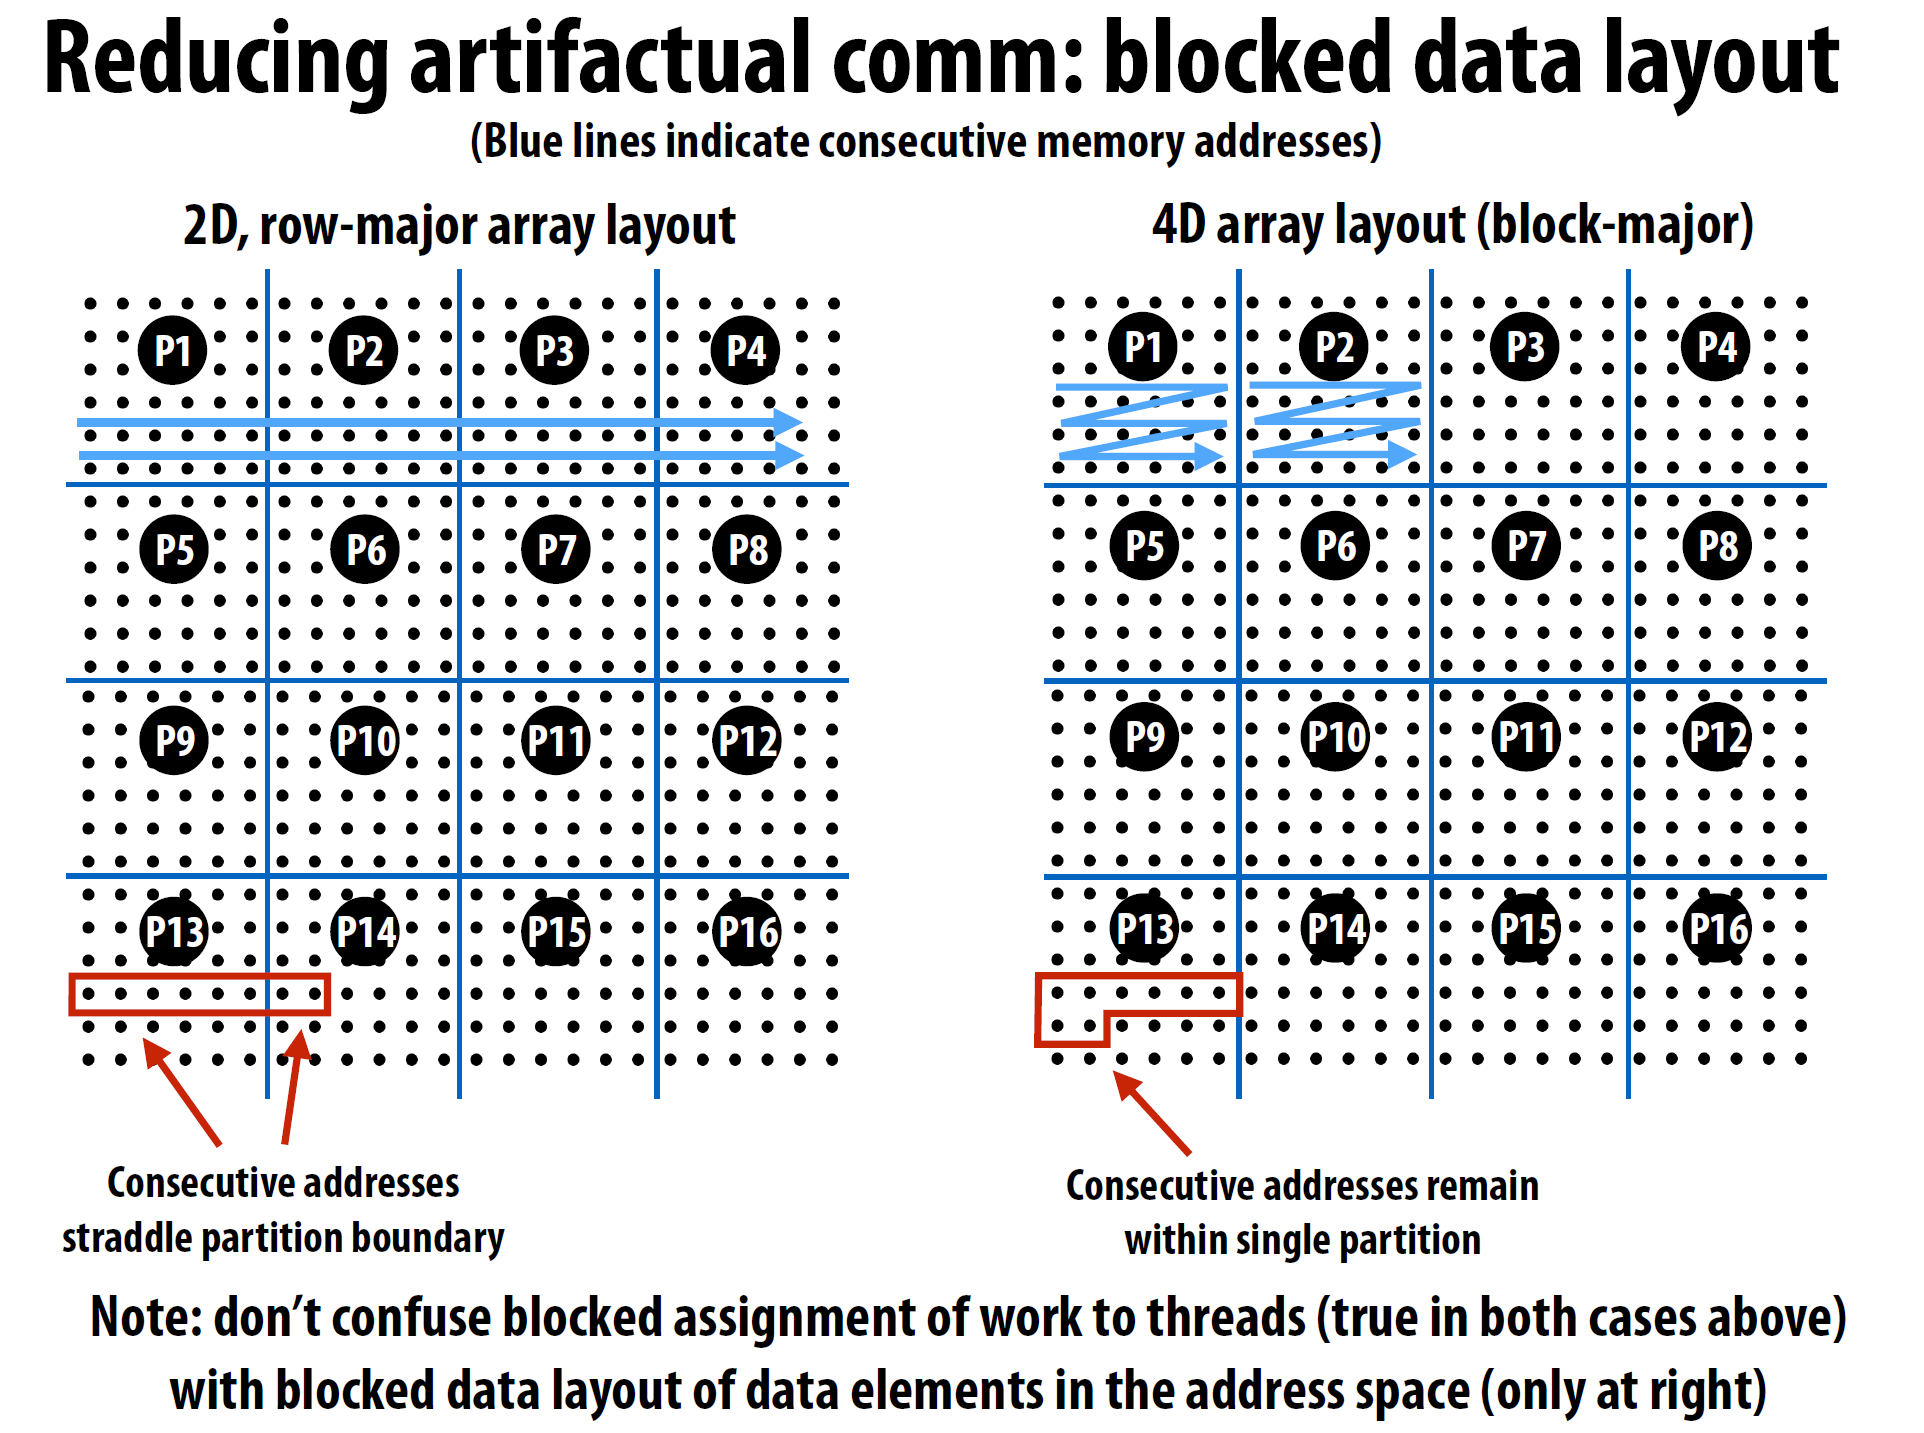 Reducing artifactual comm: blocked data layout
(Blue lines indicate consecutive memory addresses)
2D, row-major array layout
P1 P2 P3 P4
P5 P6 P7 P8
P9 P10 P11 P12
P13 P14 P15 P16
Consecutive addresses
straddle partition boundary
4D array layout (block-major)
P1 P2 P3 P4
P5 P6 P7 P8
P9 P10 P11 P12
P13 P14 P15 P16
Consecutive addresses remain
within single partition
Note: don’t confuse blocked assignment of work to threads (true in both cases above)
with blocked data layout of data elements in the address space (only at right)